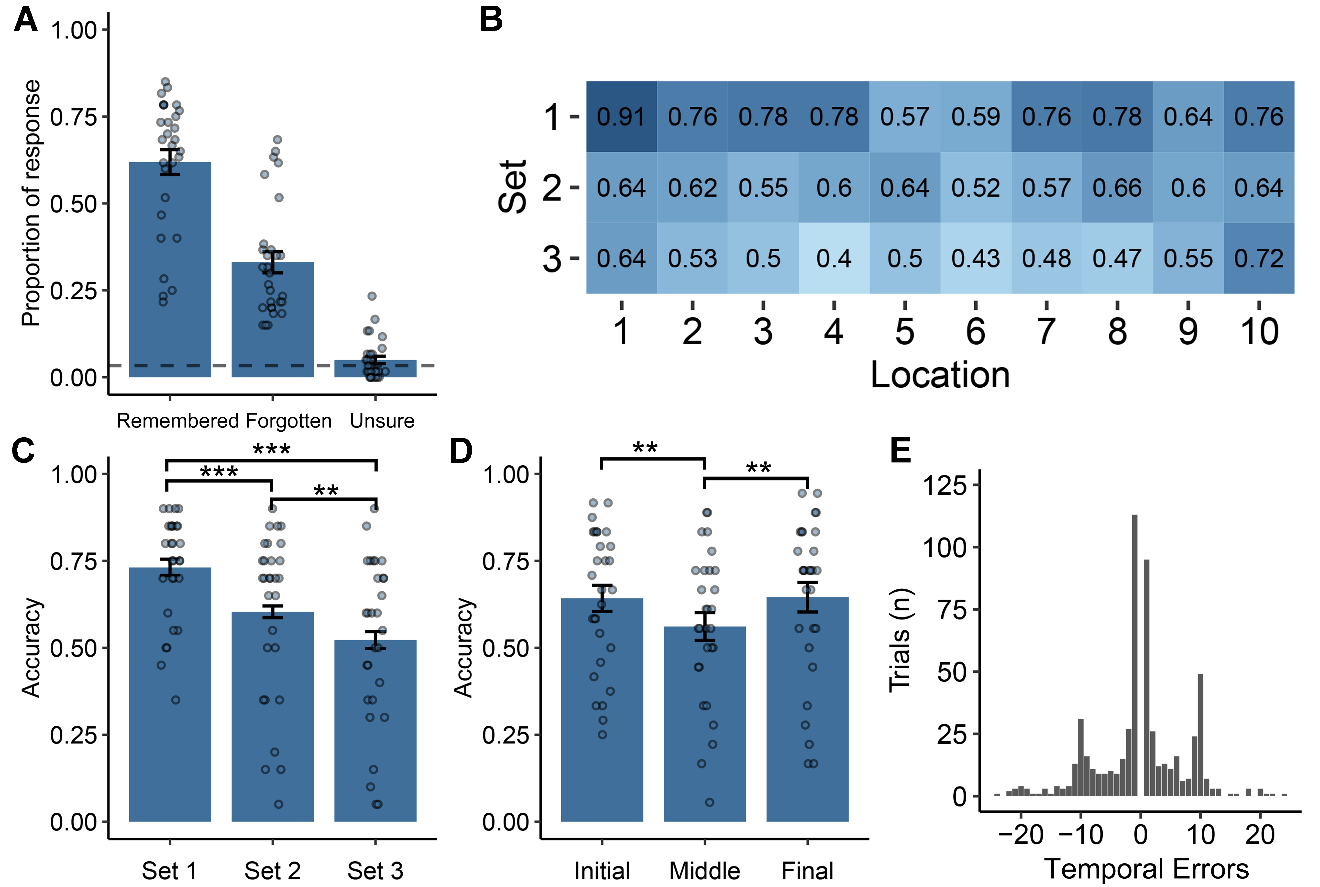 A
Proportion of response
1.00
0.75
0.50
0.25
0.00
Remembered Forgotten Unsure
B
Set
1 0.91 0.76 0.78 0.78 0.57 0.59 0.76 0.78 0.64 0.76
2 0.64 0.62 0.55 0.6 0.64 0.52 0.57 0.66 0.6 0.64
3 0.64 0.53 0.5 0.4 0.5 0.43 0.48 0.47 0.55 0.72
1 2 3 4 5 6 7 8 9 10
Location
C
Accuracy
*** 
***
**
1.00
0.75
0.50
0.25
0.00
Set 1 Set 2 Set 3
D
Accuracy
**
**
1.00
0.75
0.50
0.25
0.00
Initial Middle Final
E
Trials (n)
125
100
75
50
25
0
−20 −10 0 10 20
Temporal Errors